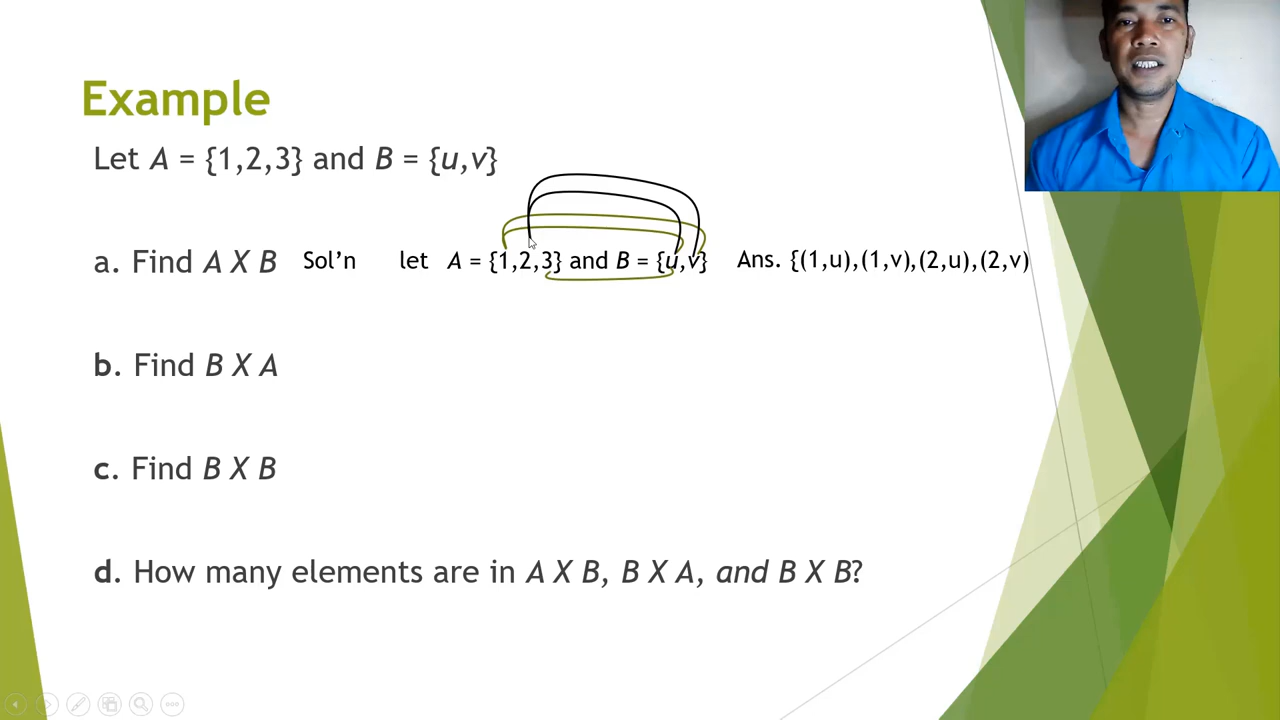 Example
Let A = {1,2,3} and B = {u,v}
a. Find A X B Sol’n let A = {1,2,3} and B = {u,v} Ans. {(1,u),(1,v),(2,u),(2,v)
b. Find B X A
c. Find B X B
d. How many elements are in A X B, B X A, and B X B?